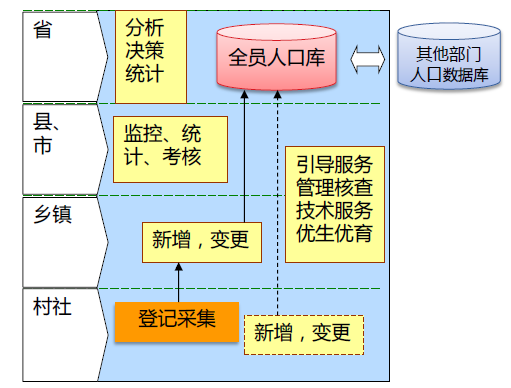 省
分析
决策
统计
全员人口库
其他部门
人口数据库
县、
市
监控、统
计、考核
引导服务
管理核查
技术服务
优生优育
乡镇
新增，变更
村社
登记采集
新增，变更